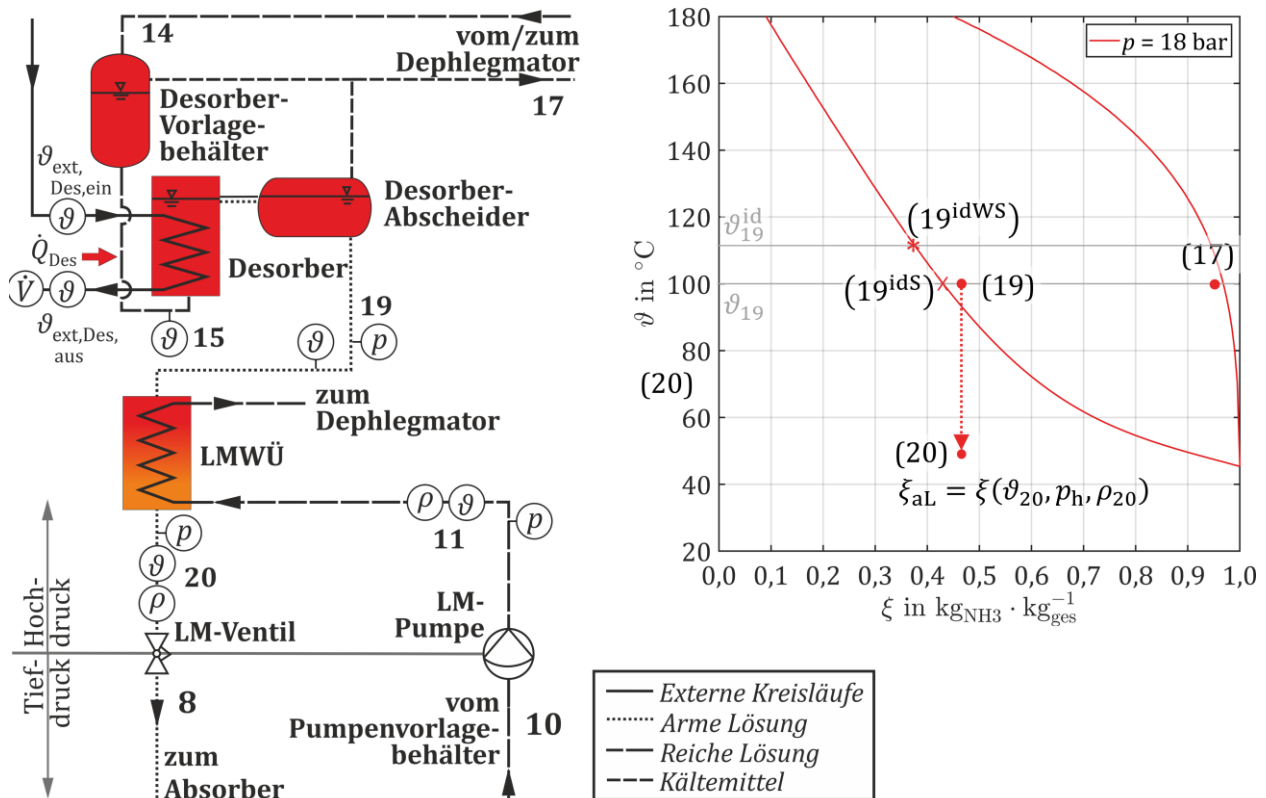 14
vom/zum
Dephlegmator
17
Desorber-
Vorlage-
behälter
ϑext,
Des,ein
ϑ
Desorber-
Abscheider
Q̇Des
Desorber
V̇
ϑ
ϑext,Des,
aus
ϑ
15
19
ϑ
p
zum
Dephlegmator
LMWÜ
ρ
ϑ
p
11
p
ϑ
20
ρ
LM-
Pumpe
LM-Ventil
Hoch-
druck
Tief-
druck
8
vom
Pumpenvorlage-
behälter
10
zum
Absorber
Externe Kreisläufe
Arme Lösung
Reiche Lösung
Kältemittel
p = 18 bar
180
160
140
120
100
80
60
40
20
ϑ in °C
0,0 0,1 0,2 0,3 0,4 0,5 0,6 0,7 0,8 0,9 1,0
ξ in kgNH3 · kgges⁻¹
ϑ19id
ϑ19
(19idWS)
(19idS)
(19)
(17)
(20)
(20)
ξaL = ξ(ϑ20, ph, ρ20)